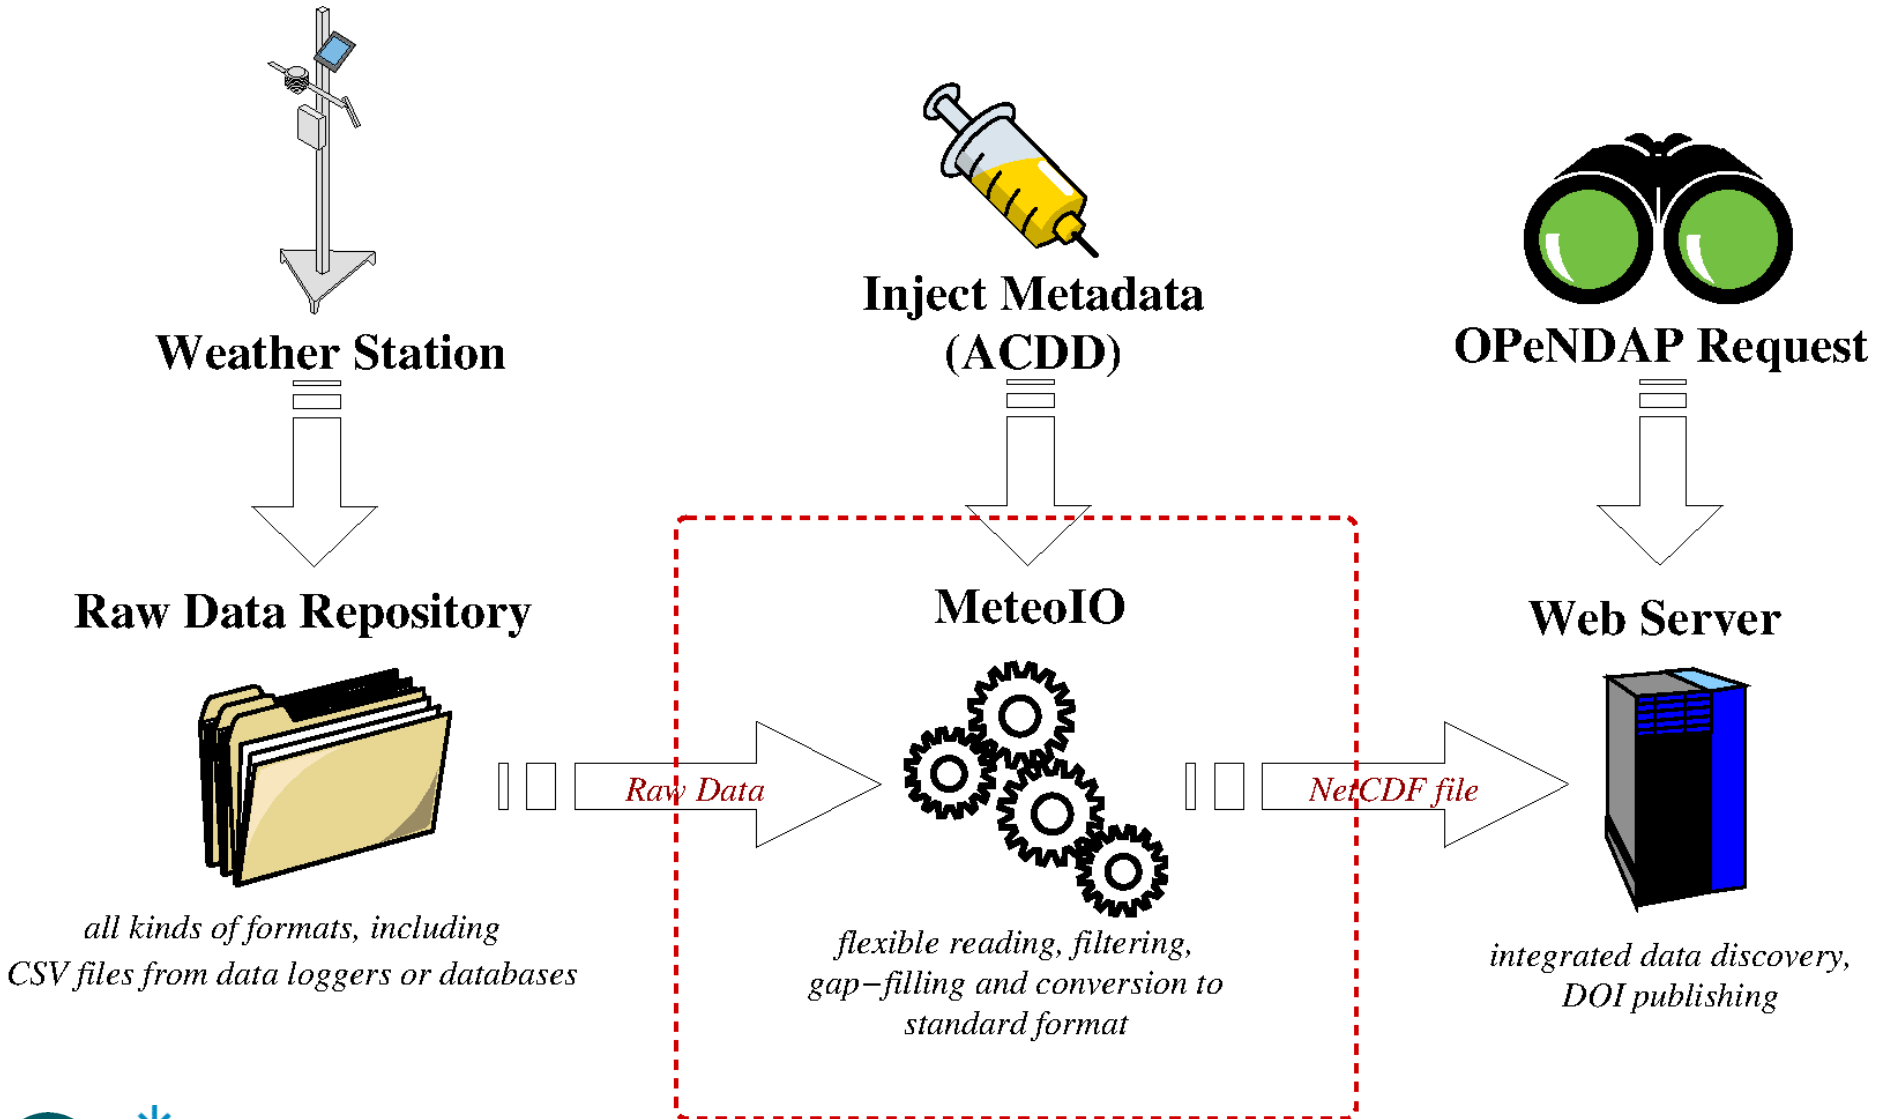 Weather Station
Inject Metadata
(ACDD)
OPeNDAP Request
Raw Data Repository
MeteoIO
Web Server
Raw Data
NetCDF file
all kinds of formats, including
CSV files from data loggers or databases
flexible reading, filtering,
gap−filling and conversion to
standard format
integrated data discovery,
DOI publishing